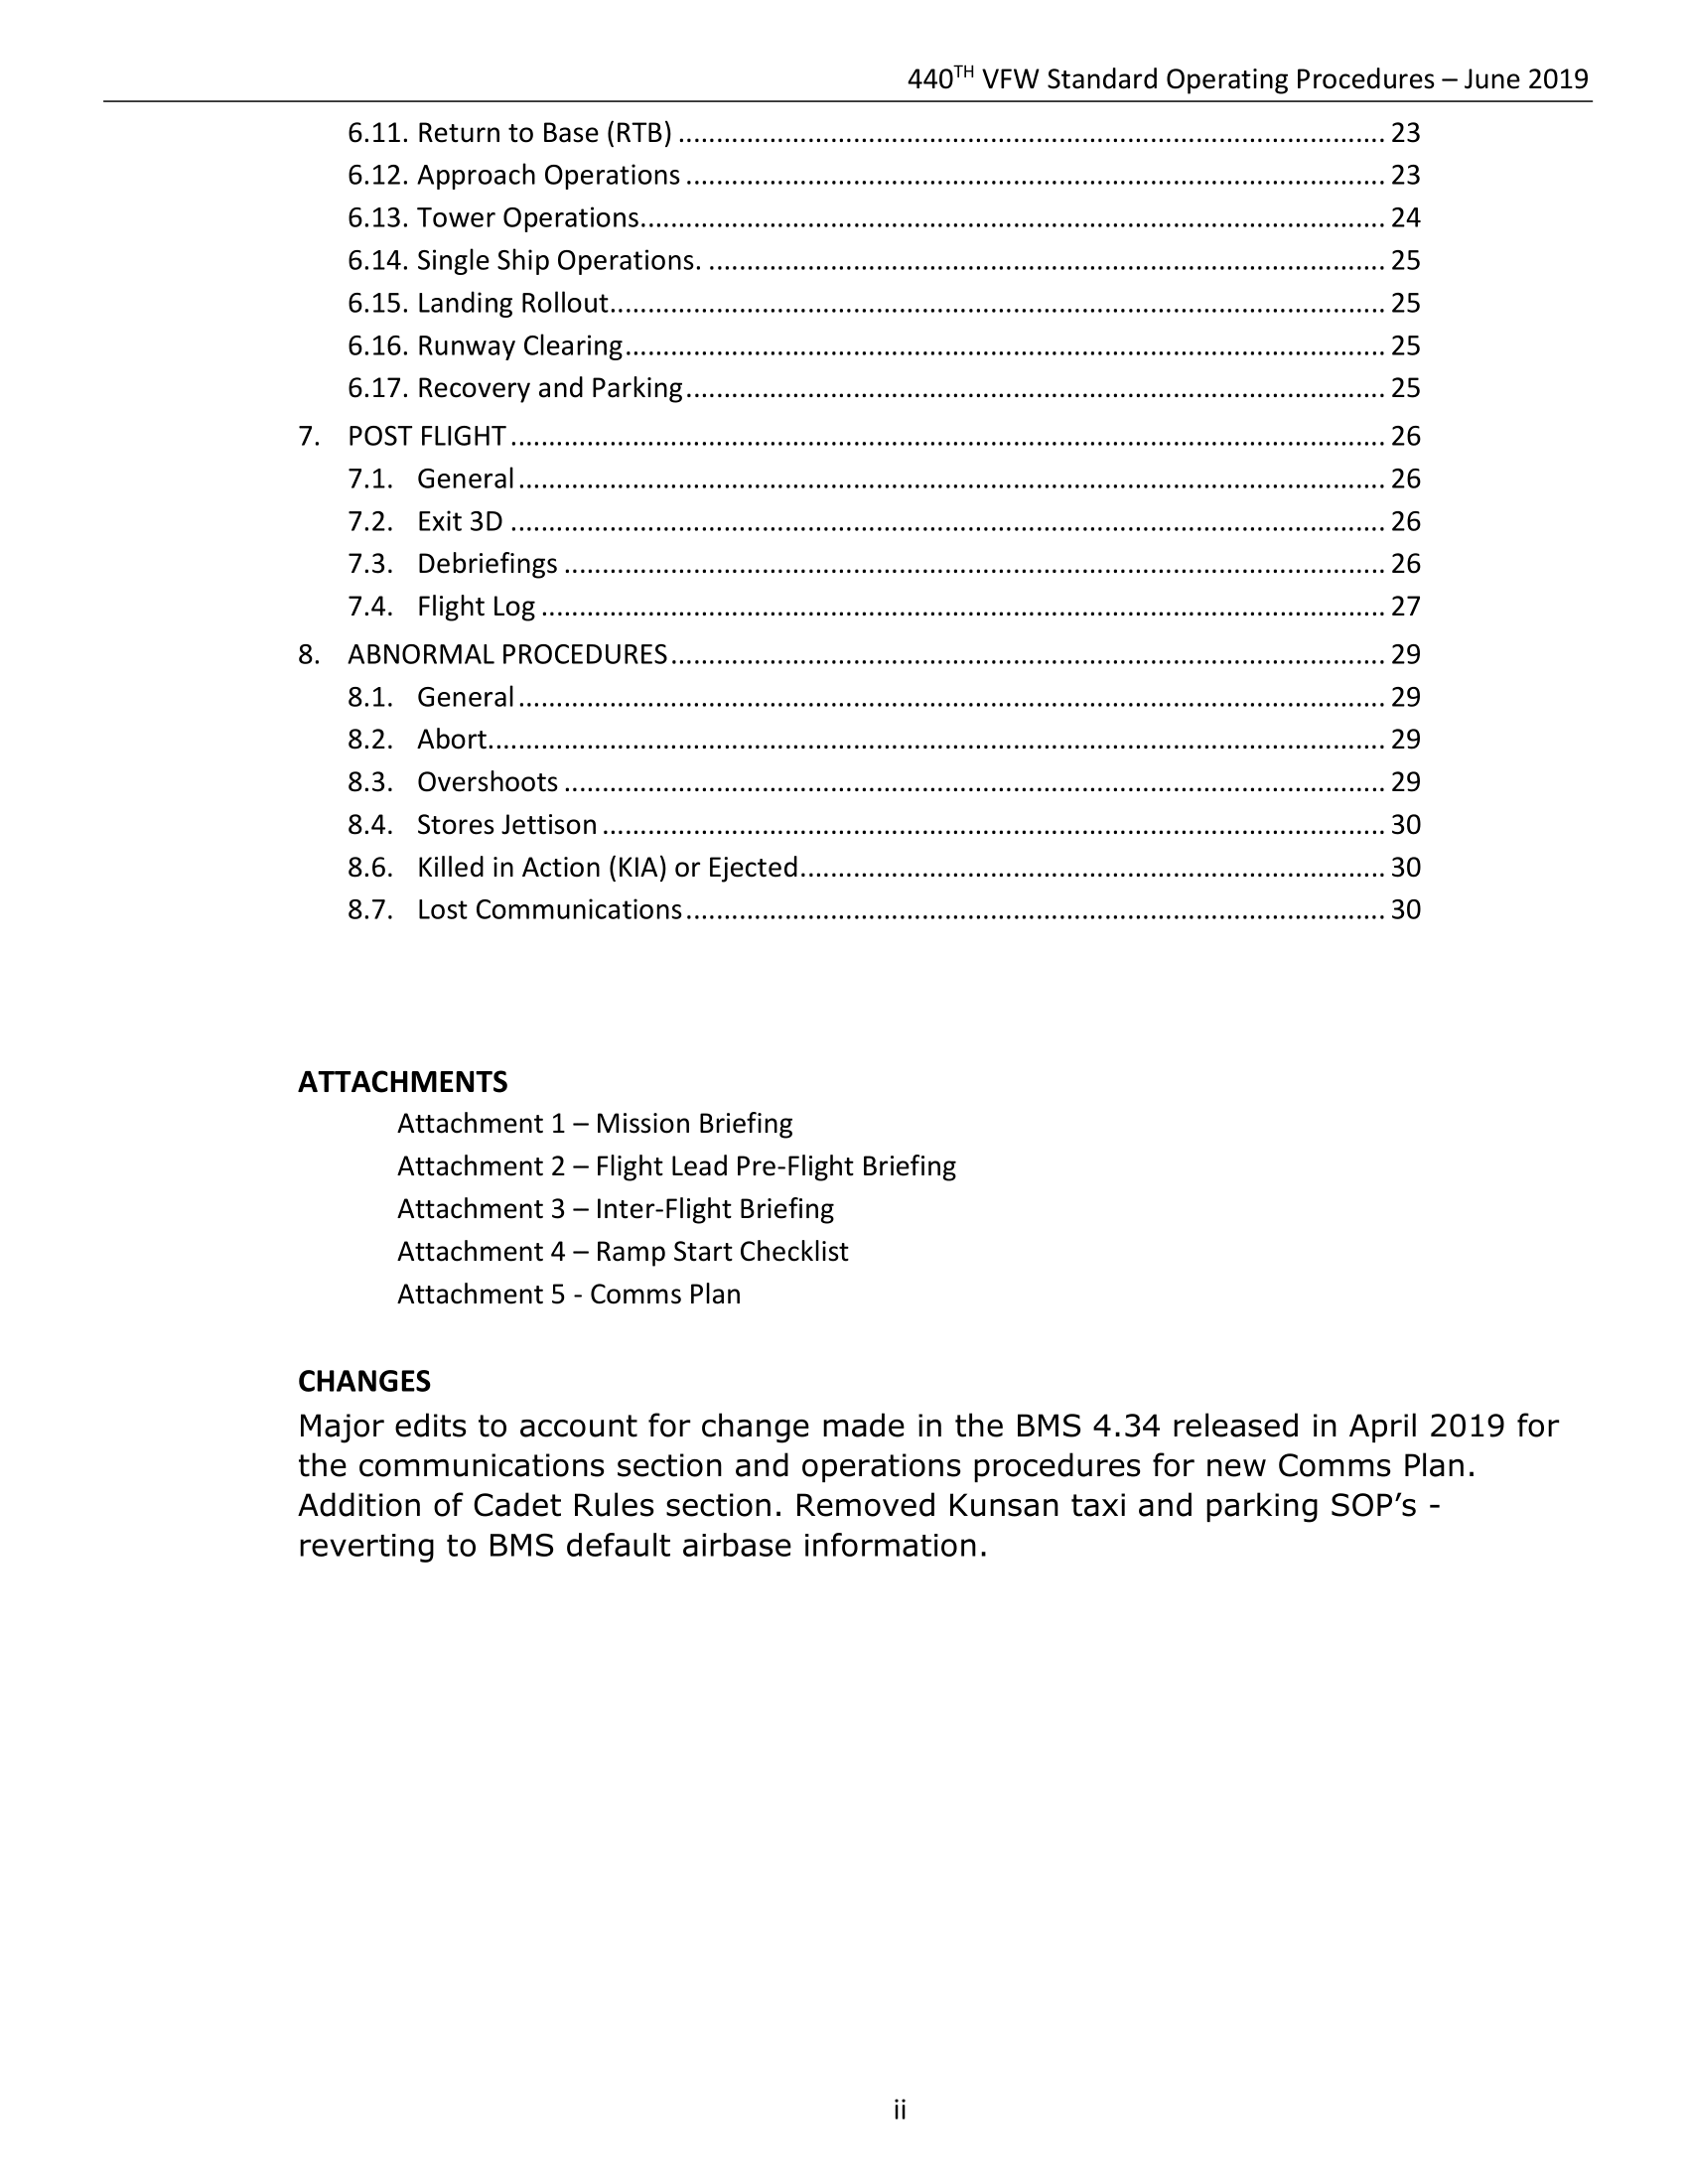 440TH VFW Standard Operating Procedures – June 2019
6.11. Return to Base (RTB) ........ 23
6.12. Approach Operations ........ 23
6.13. Tower Operations ........ 24
6.14. Single Ship Operations. ........ 25
6.15. Landing Rollout ........ 25
6.16. Runway Clearing ........ 25
6.17. Recovery and Parking ........ 25
7. POST FLIGHT ........ 26
7.1. General ........ 26
7.2. Exit 3D ........ 26
7.3. Debriefings ........ 26
7.4. Flight Log ........ 27
8. ABNORMAL PROCEDURES ........ 29
8.1. General ........ 29
8.2. Abort ........ 29
8.3. Overshoots ........ 29
8.4. Stores Jettison ........ 30
8.6. Killed in Action (KIA) or Ejected ........ 30
8.7. Lost Communications ........ 30
ATTACHMENTS
Attachment 1 – Mission Briefing
Attachment 2 – Flight Lead Pre-Flight Briefing
Attachment 3 – Inter-Flight Briefing
Attachment 4 – Ramp Start Checklist
Attachment 5 - Comms Plan
CHANGES
Major edits to account for change made in the BMS 4.34 released in April 2019 for
the communications section and operations procedures for new Comms Plan.
Addition of Cadet Rules section. Removed Kunsan taxi and parking SOP’s -
reverting to BMS default airbase information.
ii